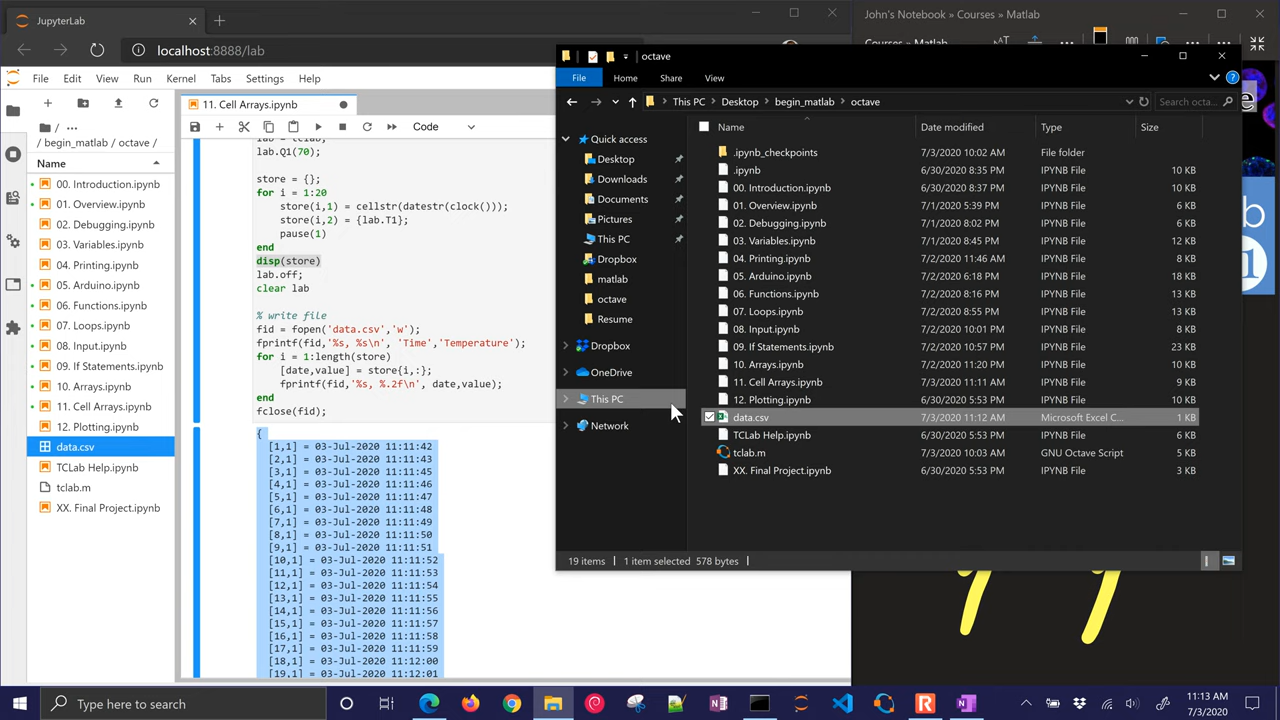 JupyterLab
localhost:8888/lab
File Edit View Run Kernel Tabs Settings Help
/ ...
/ begin_matlab / octave /
Name
00. Introduction.ipynb
01. Overview.ipynb
02. Debugging.ipynb
03. Variables.ipynb
04. Printing.ipynb
05. Arduino.ipynb
06. Functions.ipynb
07. Loops.ipynb
08. Input.ipynb
09. If Statements.ipynb
10. Arrays.ipynb
11. Cell Arrays.ipynb
12. Plotting.ipynb
data.csv
TCLab Help.ipynb
tclab.m
XX. Final Project.ipynb
11. Cell Arrays.ipynb
Code
lab.Q1(70);
store = {};
for i = 1:20
store(i,1) = cellstr(datestr(clock()));
store(i,2) = {lab.T1};
pause(1)
end
disp(store)
lab.off;
clear lab
% write file
fid = fopen('data.csv','w');
fprintf(fid,'%s, %s\n', 'Time','Temperature');
for i = 1:length(store)
[date,value] = store{i,:};
fprintf(fid,'%s, %.2f\n', date,value);
end
fclose(fid);
{
[1,1] = 03-Jul-2020 11:11:42
[2,1] = 03-Jul-2020 11:11:43
[3,1] = 03-Jul-2020 11:11:45
[4,1] = 03-Jul-2020 11:11:46
[5,1] = 03-Jul-2020 11:11:47
[6,1] = 03-Jul-2020 11:11:48
[7,1] = 03-Jul-2020 11:11:49
[8,1] = 03-Jul-2020 11:11:50
[9,1] = 03-Jul-2020 11:11:51
[10,1] = 03-Jul-2020 11:11:52
[11,1] = 03-Jul-2020 11:11:53
[12,1] = 03-Jul-2020 11:11:54
[13,1] = 03-Jul-2020 11:11:55
[14,1] = 03-Jul-2020 11:11:56
[15,1] = 03-Jul-2020 11:11:57
[16,1] = 03-Jul-2020 11:11:58
[17,1] = 03-Jul-2020 11:11:59
[18,1] = 03-Jul-2020 11:12:00
[19,1] = 03-Jul-2020 11:12:01
John's Notebook » Courses » Matlab
Courses » Matlab
octave
File Home Share View
This PC Desktop begin_matlab octave
Search octa...
Quick access
Desktop
Downloads
Documents
Pictures
This PC
Dropbox
matlab
octave
Resume
Dropbox
OneDrive
This PC
Network
Name Date modified Type Size
.ipynb_checkpoints 7/3/2020 10:02 AM File folder
.ipynb 6/30/2020 8:35 PM IPYNB File 10 KB
00. Introduction.ipynb 6/30/2020 8:37 PM IPYNB File 10 KB
01. Overview.ipynb 7/1/2020 5:39 PM IPYNB File 6 KB
02. Debugging.ipynb 7/1/2020 8:02 PM IPYNB File 6 KB
03. Variables.ipynb 7/1/2020 8:45 PM IPYNB File 12 KB
04. Printing.ipynb 7/2/2020 11:46 AM IPYNB File 8 KB
05. Arduino.ipynb 7/2/2020 6:18 PM IPYNB File 18 KB
06. Functions.ipynb 7/2/2020 8:16 PM IPYNB File 13 KB
07. Loops.ipynb 7/2/2020 8:55 PM IPYNB File 13 KB
08. Input.ipynb 7/2/2020 10:01 PM IPYNB File 8 KB
09. If Statements.ipynb 7/2/2020 10:57 PM IPYNB File 23 KB
10. Arrays.ipynb 7/2/2020 11:20 PM IPYNB File 10 KB
11. Cell Arrays.ipynb 7/3/2020 11:11 AM IPYNB File 9 KB
12. Plotting.ipynb 6/30/2020 5:53 PM IPYNB File 10 KB
data.csv 7/3/2020 11:12 AM Microsoft Excel C... 1 KB
TCLab Help.ipynb 6/30/2020 5:53 PM IPYNB File 6 KB
tclab.m 7/3/2020 10:03 AM GNU Octave Script 5 KB
XX. Final Project.ipynb 6/30/2020 5:53 PM IPYNB File 3 KB
19 items 1 item selected 578 bytes
Type here to search
11:13 AM
7/3/2020